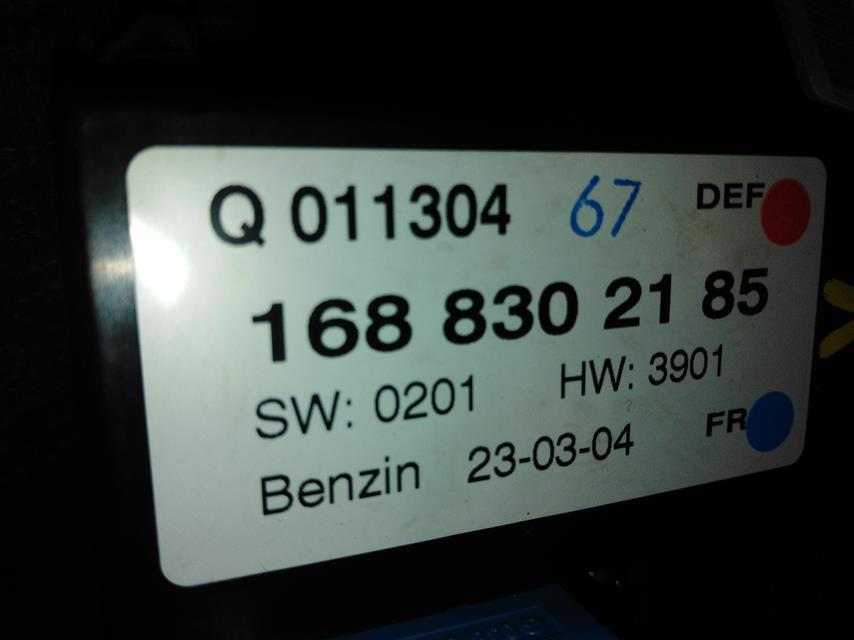 Q 011304 67 DEF
168 830 21 85
SW: 0201 HW: 3901
Benzin 23-03-04 FR